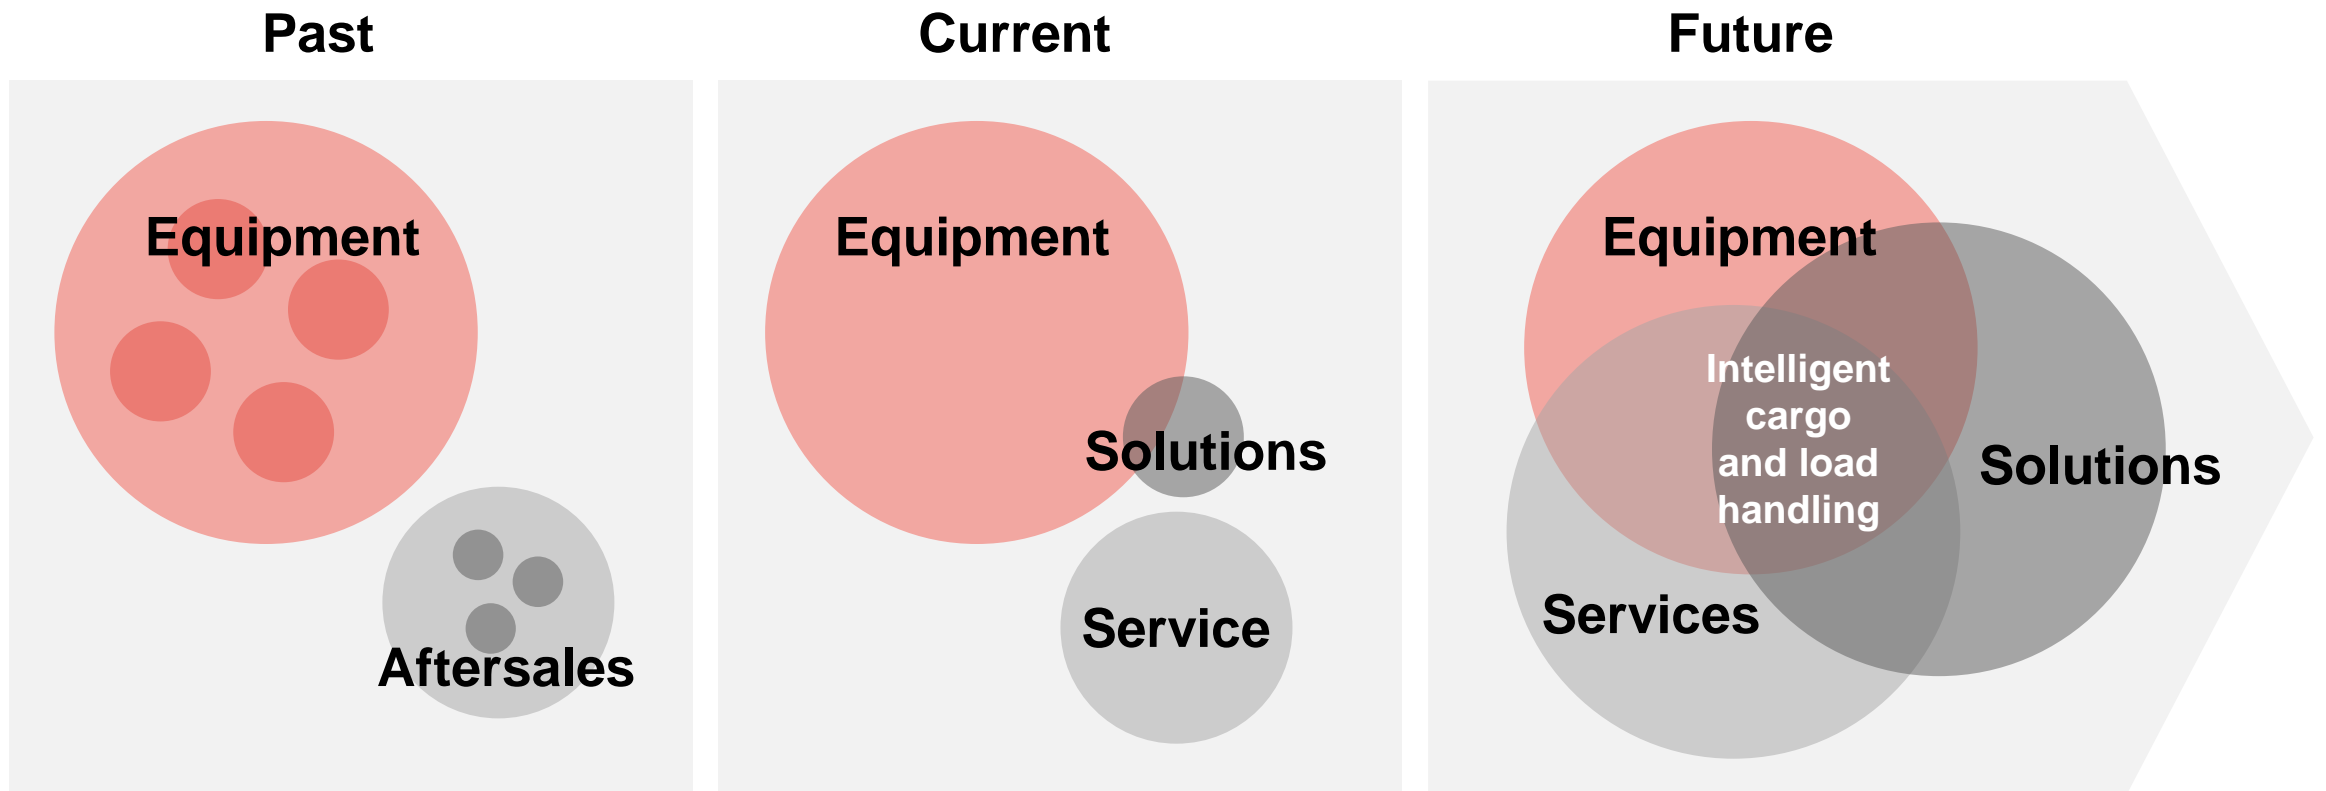 Past
Current
Future
Equipment
Aftersales
Equipment
Solutions
Service
Equipment
Intelligent
cargo
and load
handling
Solutions
Services